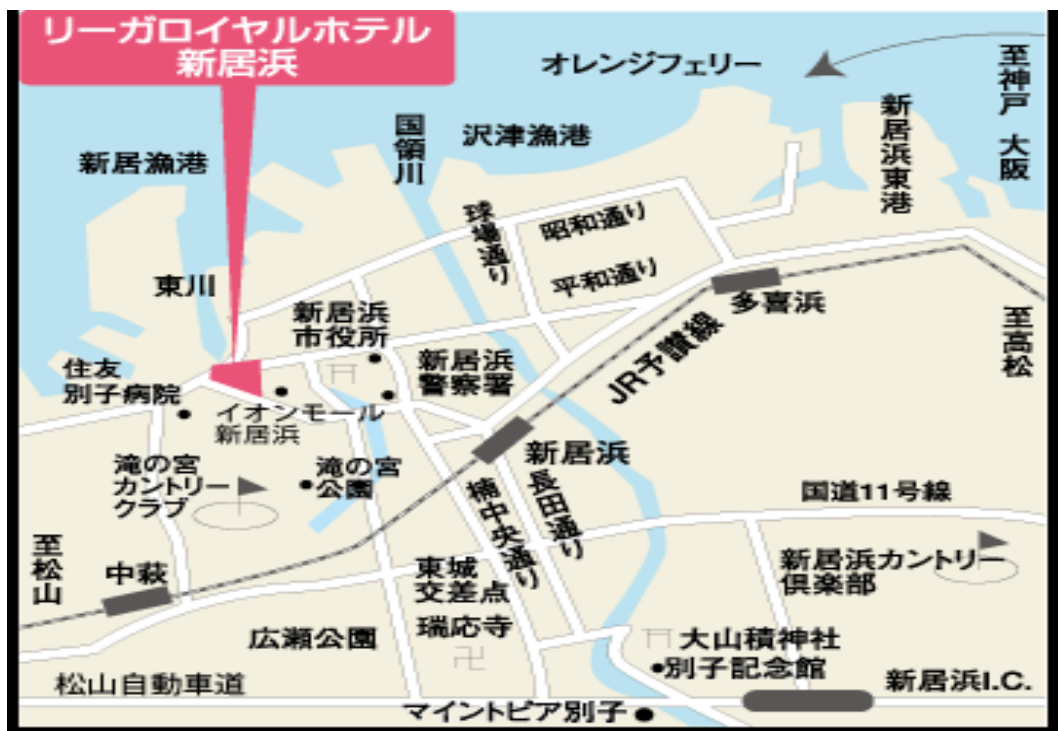 リーガロイヤルホテル
新居浜
オレンジフェリー
至神戸 大阪
新居浜東港
国領川
沢津漁港
新居漁港
球場通り
昭和通り
平和通り
東川
新居浜
市役所
多喜浜
至高松
JR予讃線
新居浜
警察署
住友
別子病院
イオンモール
新居浜
新居浜
滝の宮
カントリー
クラブ
滝の宮
公園
楠中央通り
長田通り
国道11号線
至松山
中萩
東城
交差点
新居浜カントリー
倶楽部
広瀬公園
瑞応寺
大山積神社
別子記念館
松山自動車道
新居浜I.C.
マイントピア別子